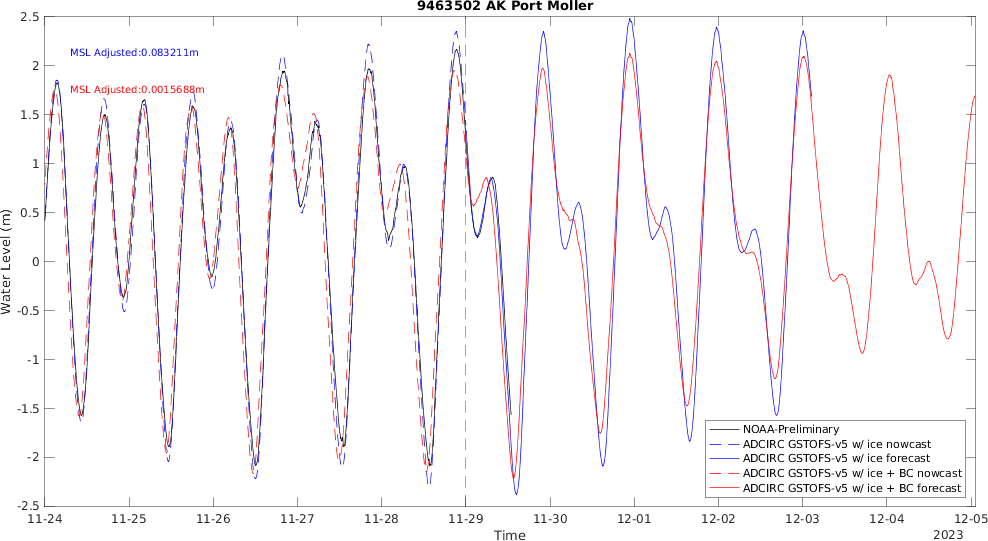 9463502 AK Port Moller
MSL Adjusted:0.083211m
MSL Adjusted:0.0015688m
Water Level (m)
2.5
2
1.5
1
0.5
0
-0.5
-1
-1.5
-2
-2.5
NOAA-Preliminary
ADCIRC GSTOFS-v5 w/ ice nowcast
ADCIRC GSTOFS-v5 w/ ice forecast
ADCIRC GSTOFS-v5 w/ ice + BC nowcast
ADCIRC GSTOFS-v5 w/ ice + BC forecast
11-24 11-25 11-26 11-27 11-28 11-29 11-30 12-01 12-02 12-03 12-04 12-05
Time
2023